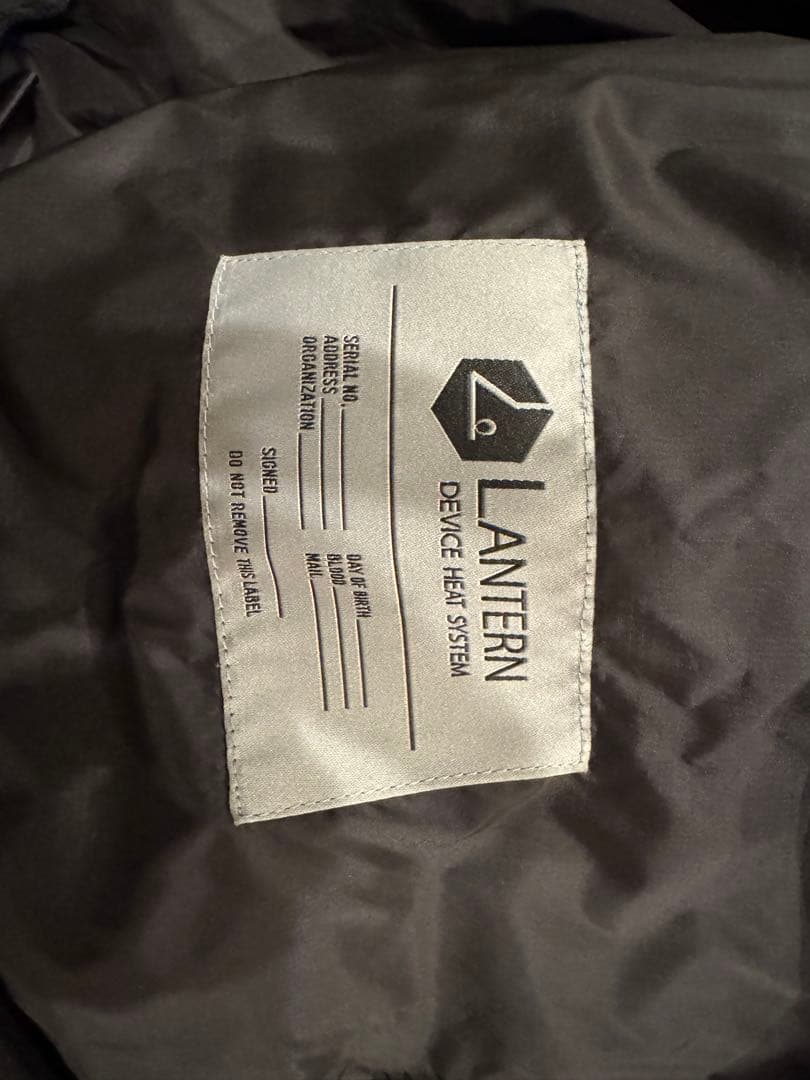 LANTERN
DEVICE HEAT SYSTEM
SERIAL NO. DAY OF BIRTH
ADDRESS BLOOD
ORGANIZATION MAIL
SIGNED
DO NOT REMOVE THIS LABEL